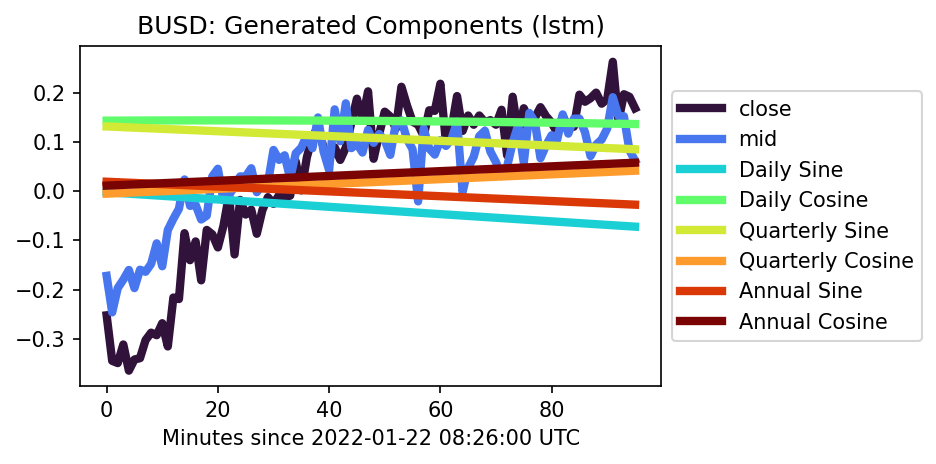 BUSD: Generated Components (lstm)
0.2
0.1
0.0
−0.1
−0.2
−0.3
0 20 40 60 80
Minutes since 2022-01-22 08:26:00 UTC
close
mid
Daily Sine
Daily Cosine
Quarterly Sine
Quarterly Cosine
Annual Sine
Annual Cosine